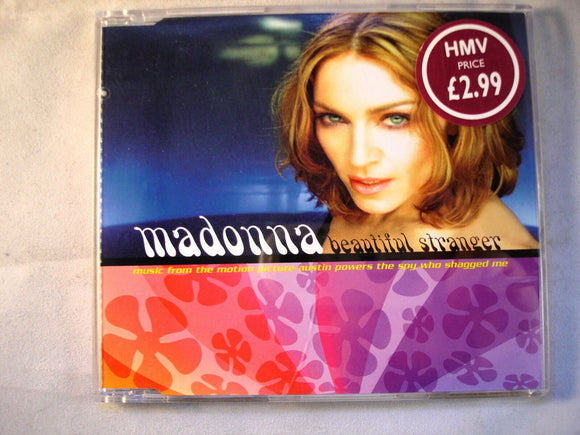 HMV
PRICE
£2.99
madonna beautiful stranger
music from the motion picture austin powers the spy who shagged me